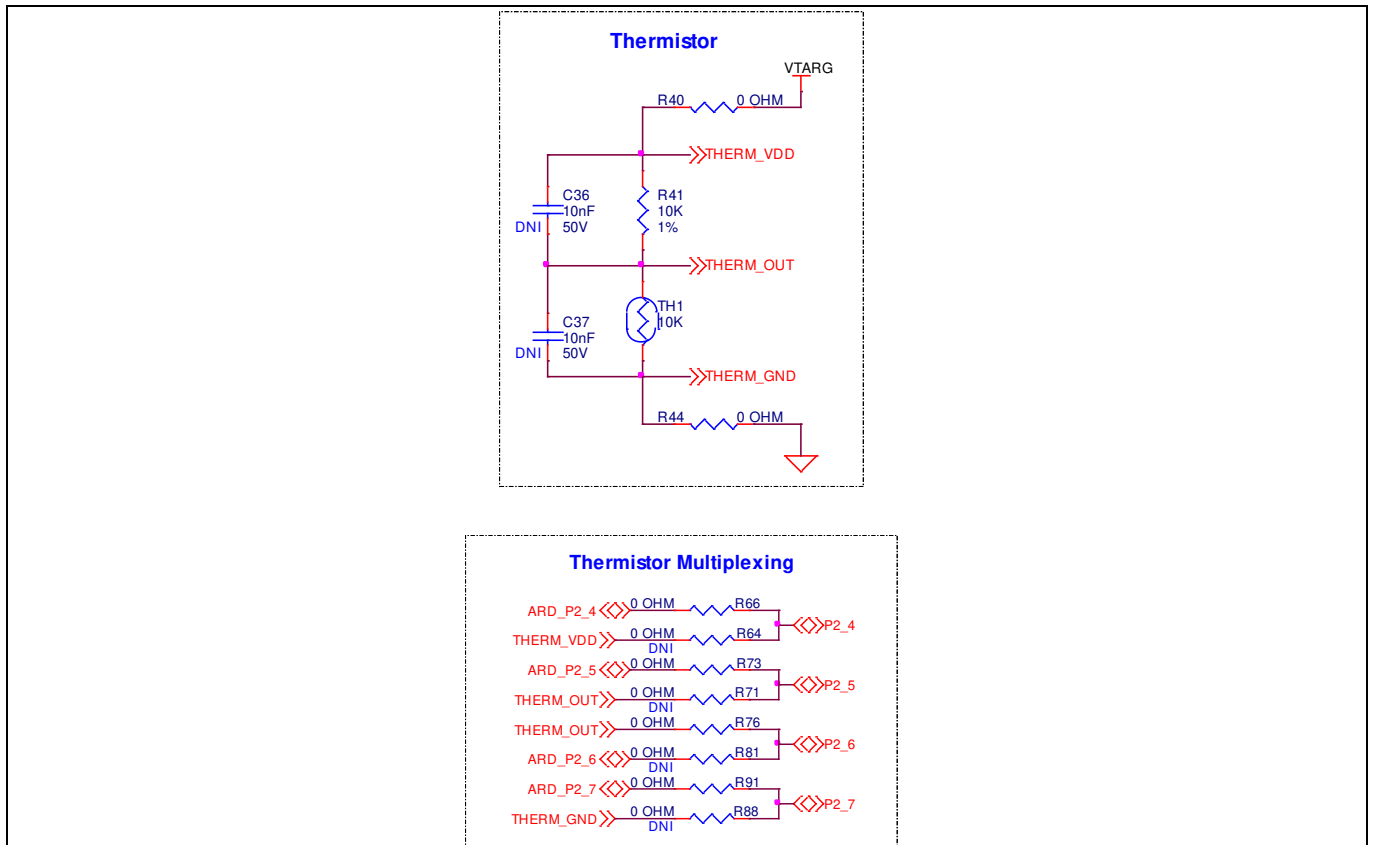 Thermistor
VTARG
R40 0 OHM
THERM_VDD
C36
10nF
50V
DNI
R41
10K
1%
THERM_OUT
TH1
10K
C37
10nF
50V
DNI
THERM_GND
R44 0 OHM
Thermistor Multiplexing
ARD_P2_4 0 OHM R66
P2_4
THERM_VDD 0 OHM R64
DNI
ARD_P2_5 0 OHM R73
P2_5
THERM_OUT 0 OHM R71
DNI
THERM_OUT 0 OHM R76
P2_6
ARD_P2_6 0 OHM R81
DNI
ARD_P2_7 0 OHM R91
P2_7
THERM_GND 0 OHM R88
DNI